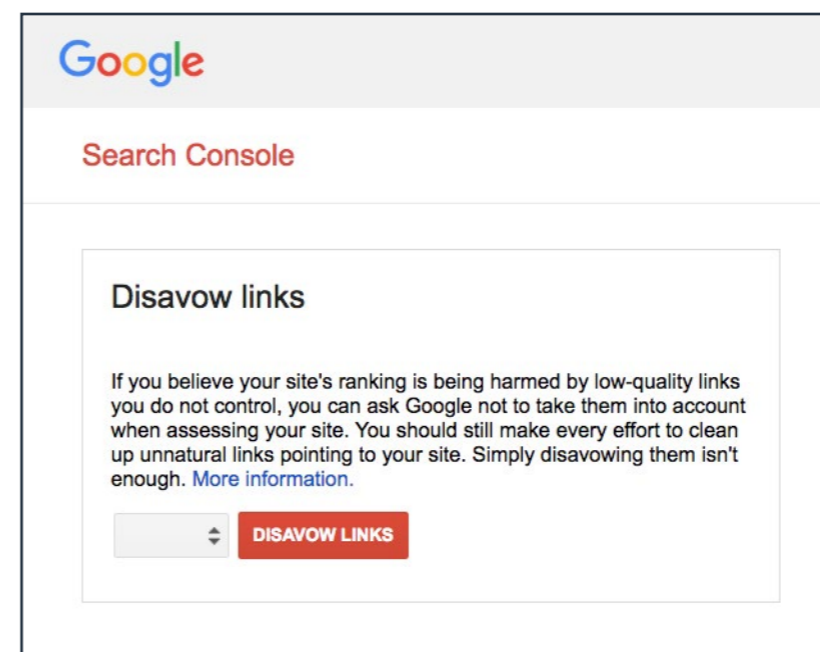 Google
Search Console
Disavow links
If you believe your site's ranking is being harmed by low-quality links
you do not control, you can ask Google not to take them into account
when assessing your site. You should still make every effort to clean
up unnatural links pointing to your site. Simply disavowing them isn't
enough. More information.
DISAVOW LINKS